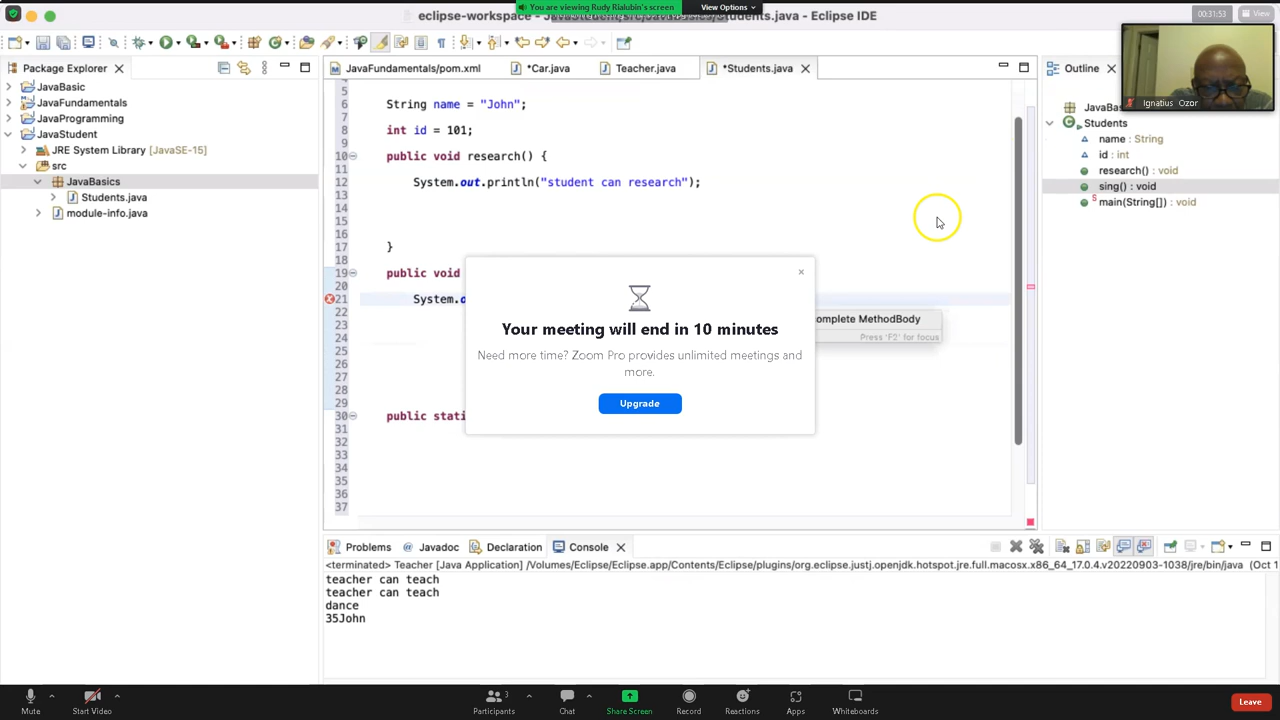 You are viewing Rudy Rialubin's screen
View Options
eclipse-workspace
Students.java - Eclipse IDE
00:31:53
View
Package Explorer
JavaFundamentals/pom.xml
*Car.java
Teacher.java
*Students.java
Outline
Ignatius Ozor
JavaBasic
JavaFundamentals
JavaProgramming
JavaStudent
JRE System Library [JavaSE-15]
src
JavaBasics
Students.java
module-info.java
5
6 String name = "John";
7
8 int id = 101;
9
10 public void research() {
11
12 System.out.println("student can research");
13
14
15
16
17 }
18
19 public void
20
21 System.o
22
23
24
25
26
27
28
29
30 public stati
31
32
33
34
35
36
37
omplete MethodBody
Press 'F2' for focus
Your meeting will end in 10 minutes
Need more time? Zoom Pro provides unlimited meetings and
more.
Upgrade
JavaBas
Students
name : String
id : int
research() : void
sing() : void
main(String[]) : void
Problems
Javadoc
Declaration
Console
<terminated> Teacher [Java Application] /Volumes/Eclipse/Eclipse.app/Contents/Eclipse/plugins/org.eclipse.justj.openjdk.hotspot.jre.full.macosx.x86_64_17.0.4.v20220903-1038/jre/bin/java (Oct 1
teacher can teach
teacher can teach
dance
35John
Mute
Start Video
Participants
3
Chat
Share Screen
Record
Reactions
Apps
Whiteboards
Leave